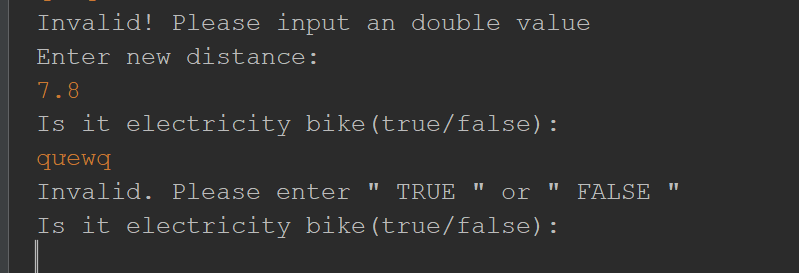 Invalid! Please input an double value
Enter new distance:
7.8
Is it electricity bike(true/false):
quewq
Invalid. Please enter " TRUE " or " FALSE "
Is it electricity bike(true/false):